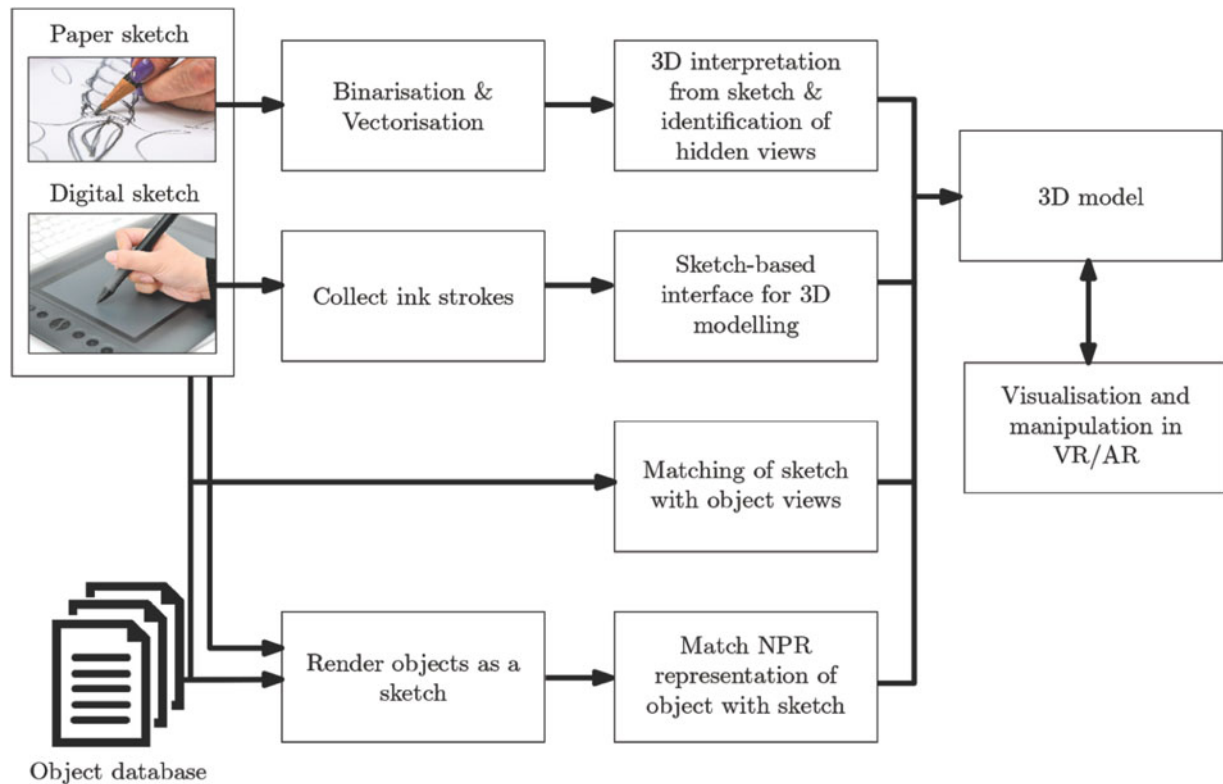 Paper sketch
Binarisation &
Vectorisation
3D interpretation
from sketch &
identification of
hidden views
Digital sketch
Collect ink strokes
Sketch-based
interface for 3D
modelling
3D model
Visualisation and
manipulation in
VR/AR
Matching of sketch
with object views
Render objects as a
sketch
Match NPR
representation of
object with sketch
Object database